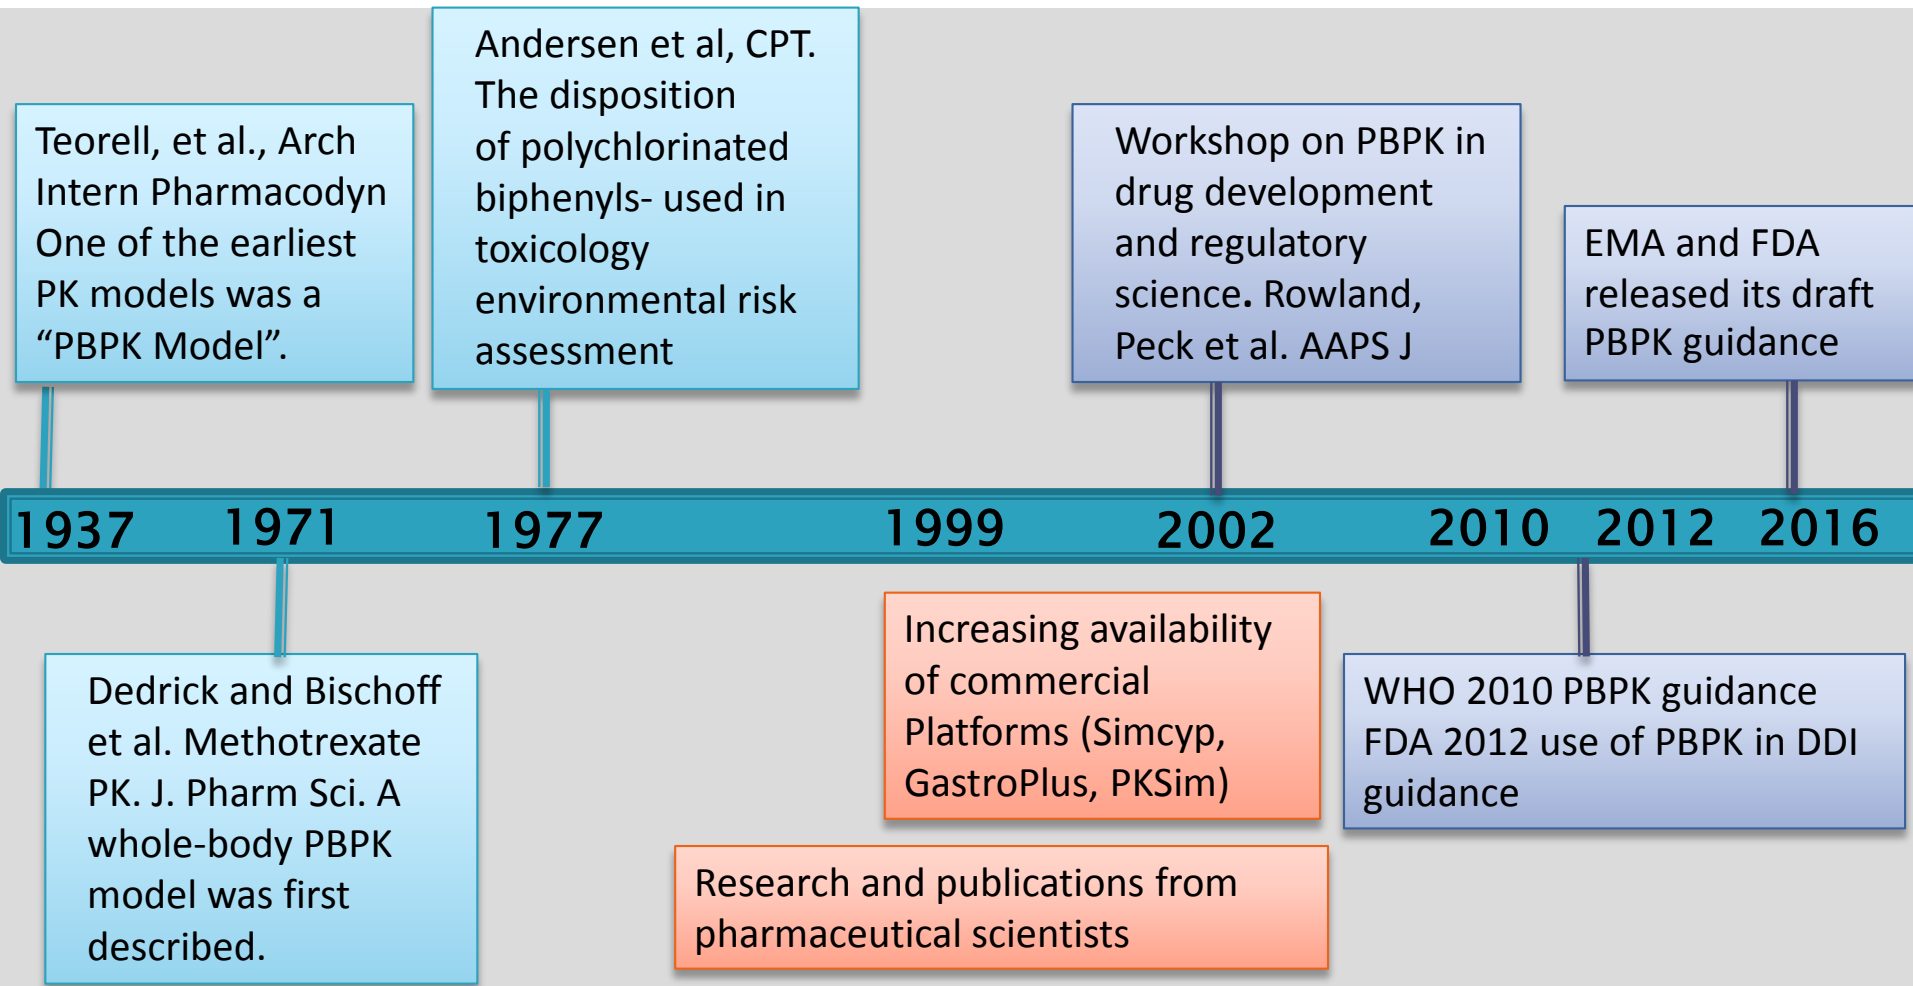 Teorell, et al., Arch
Intern Pharmacodyn
One of the earliest
PK models was a
“PBPK Model”.
Andersen et al, CPT.
The disposition
of polychlorinated
biphenyls- used in
toxicology
environmental risk
assessment
Workshop on PBPK in
drug development
and regulatory
science. Rowland,
Peck et al. AAPS J
EMA and FDA
released its draft
PBPK guidance
1937 1971 1977 1999 2002 2010 2012 2016
Dedrick and Bischoff
et al. Methotrexate
PK. J. Pharm Sci. A
whole-body PBPK
model was first
described.
Increasing availability
of commercial
Platforms (Simcyp,
GastroPlus, PKSim)
Research and publications from
pharmaceutical scientists
WHO 2010 PBPK guidance
FDA 2012 use of PBPK in DDI
guidance